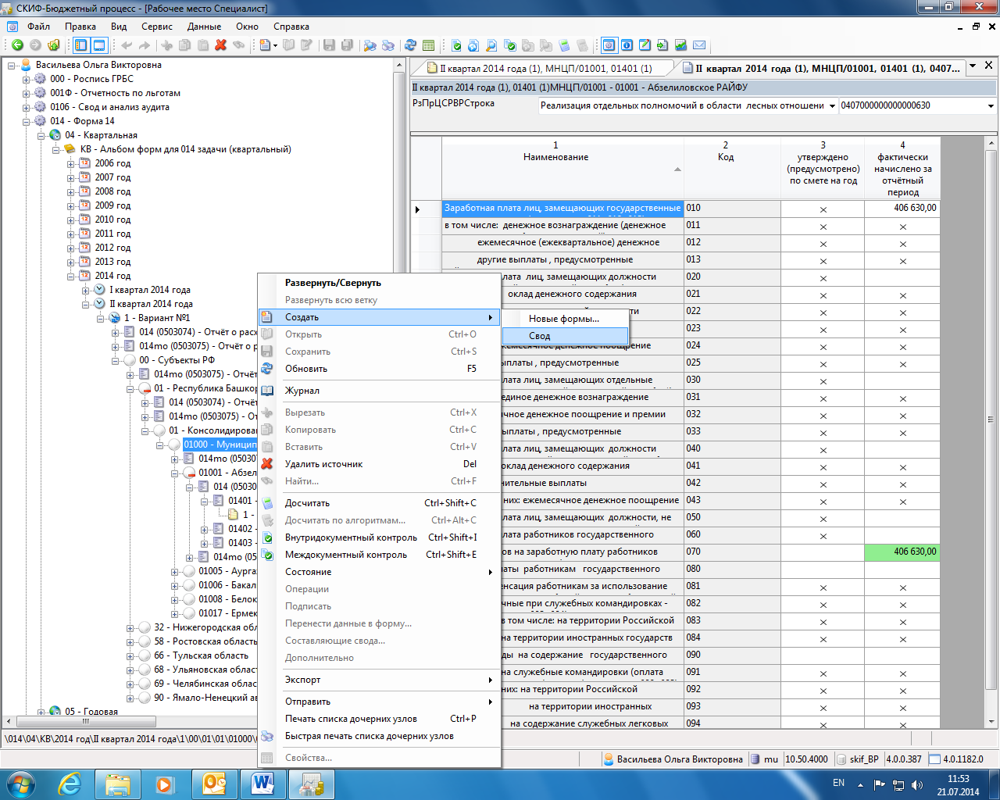 СКИФ-Бюджетный процесс - [Рабочее место Специалист]
Файл Правка Вид Сервис Данные Окно Справка
Васильева Ольга Викторовна
000 - Роспись ГРБС
001Ф - Отчетность по льготам
0106 - Свод и анализ аудита
014 - Форма 14
04 - Квартальная
КВ - Альбом форм для 014 задачи (квартальный)
2006 год
2007 год
2008 год
2009 год
2010 год
2011 год
2012 год
2013 год
2014 год
I квартал 2014 года
II квартал 2014 года
1 - Вариант №1
014 (0503074) - Отчёт о рас
014mo (0503075) - Отчёт о р
00 - Субъекты РФ
014mo (0503075) - Отчёт
01 - Республика Башкор
014 (0503074) - Отчёт
014mo (0503075) - От
01 - Консолидирован
01000 - Муницип
014mo (05030
01001 - Абзел
014 (05030
01401 -
1 -
01402 -
01403 -
014mo (05
01005 - Аурга
01006 - Бакал
01008 - Белок
01017 - Ермек
32 - Нижегородская обл
58 - Ростовская область
66 - Тульская область
68 - Ульяновская област
69 - Челябинская област
90 - Ямало-Ненецкий ав
05 - Годовая
\014\04\КВ\2014 год\II квартал 2014 года\1\00\01\01\01000\
Развернуть/Свернуть
Развернуть всю ветку
Создать
Открыть Ctrl+O
Сохранить Ctrl+S
Обновить F5
Журнал
Вырезать Ctrl+X
Копировать Ctrl+C
Вставить Ctrl+V
Удалить источник Del
Найти... Ctrl+F
Досчитать Ctrl+Shift+C
Досчитать по алгоритмам... Ctrl+Alt+C
Внутридокументный контроль Ctrl+Shift+I
Междокументный контроль Ctrl+Shift+E
Состояние
Операции
Подписать
Перенести данные в форму...
Составляющие свода...
Дополнительно
Экспорт
Отправить
Печать списка дочерних узлов Ctrl+P
Быстрая печать списка дочерних узлов
Свойства...
Новые формы...
Свод
II квартал 2014 года (1), МНЦП/01001, 01401 (1)
II квартал 2014 года (1), МНЦП/01001, 01401 (1), 0407...
II квартал 2014 года (1), 01401 (1)МНЦП/01001 - 01001 - Абзелиловское РАЙФУ
РзПрЦСРВРСтрока Реализация отдельных полномочий в области лесных отношени 0407000000000000630
1 2 3 4
Наименование Код утверждено (предусмотрено) по смете на год фактически начислено за отчётный период
Заработная плата лиц, замещающих государственные 010 × 406 630,00
в том числе: денежное вознаграждение (денежное 011 × ×
ежемесячное (ежеквартальное) денежное 012 × ×
другие выплаты , предусмотренные 013 × ×
лата лиц, замещающих должности 020 ×
оклад денежного содержания 021 × ×
ости 022 × ×
023 × ×
емесячное денежное поощрение 024 × ×
ыплаты , предусмотренные 025 × ×
лата лиц, замещающих отдельные 030 ×
единое денежное вознаграждение 031 × ×
чное денежное поощрение и премии 032 × ×
ыплаты , предусмотренные 033 × ×
лата лиц, замещающих должности 040 ×
оклад денежного содержания 041 × ×
нительные выплаты 042 × ×
них: ежемесячное денежное поощрение 043 × ×
лата лиц, замещающих должности, не 050 ×
лата работников государственного 060 ×
ов на заработную плату работников 070 406 630,00
латы работникам государственного 080
енсация работникам за использование 081 × ×
чные при служебных командировках - 082 × ×
в том числе: на территории Российской 083 × ×
на территории иностранных государств 084 × ×
ды на содержание государственного 090
на служебные командировки (оплата 091 × ×
них: на территории Российской 092 × ×
на территории иностранных 093 × ×
на содержание служебных легковых 094 × ×
Васильева Ольга Викторовна mu 10.50.4000 skif_BP 4.0.0.387 4.0.1182.0
EN 11:53
21.07.2014